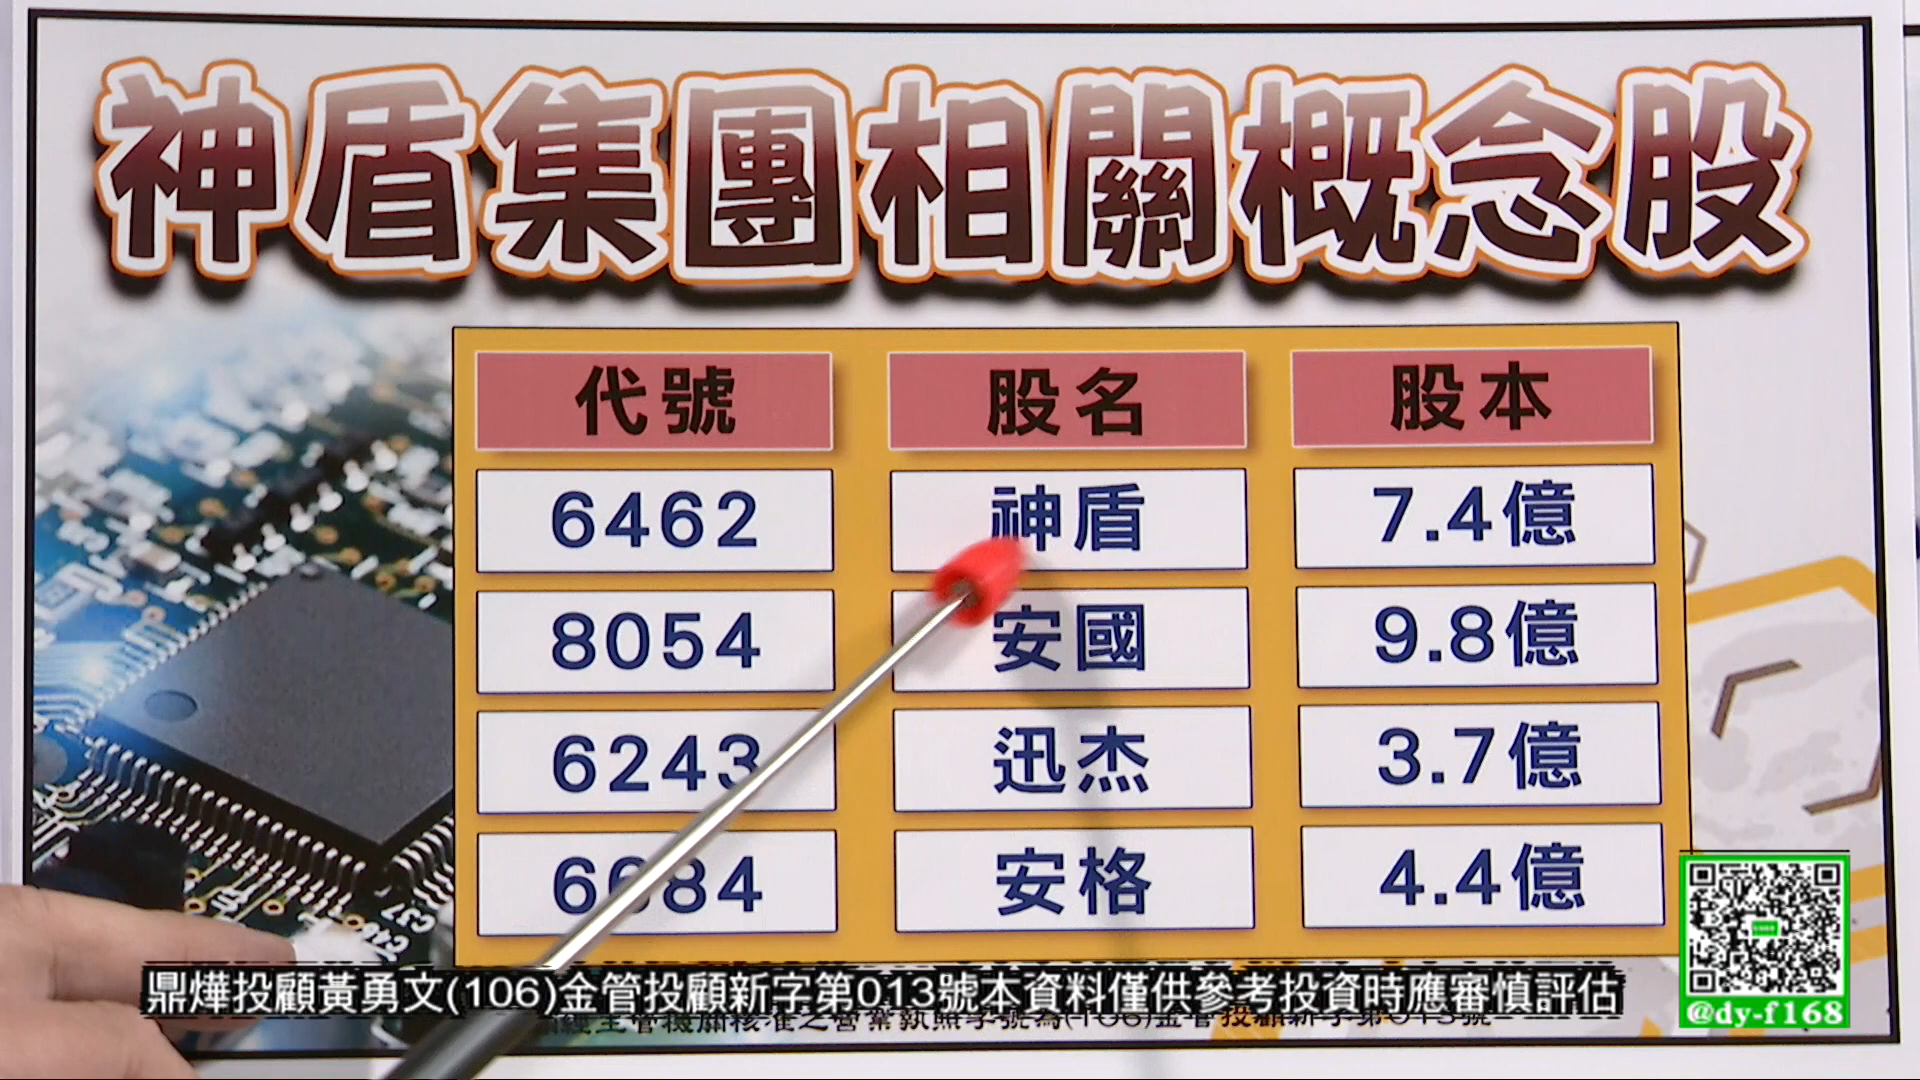 神盾集團相關概念股
代號 股名 股本
6462 神盾 7.4億
8054 安國 9.8億
6243 迅杰 3.7億
6684 安格 4.4億
C37
鼎燁投顧黃勇文(106)金管投顧新字第013號本資料僅供參考投資時應審慎評估
@dy-f168